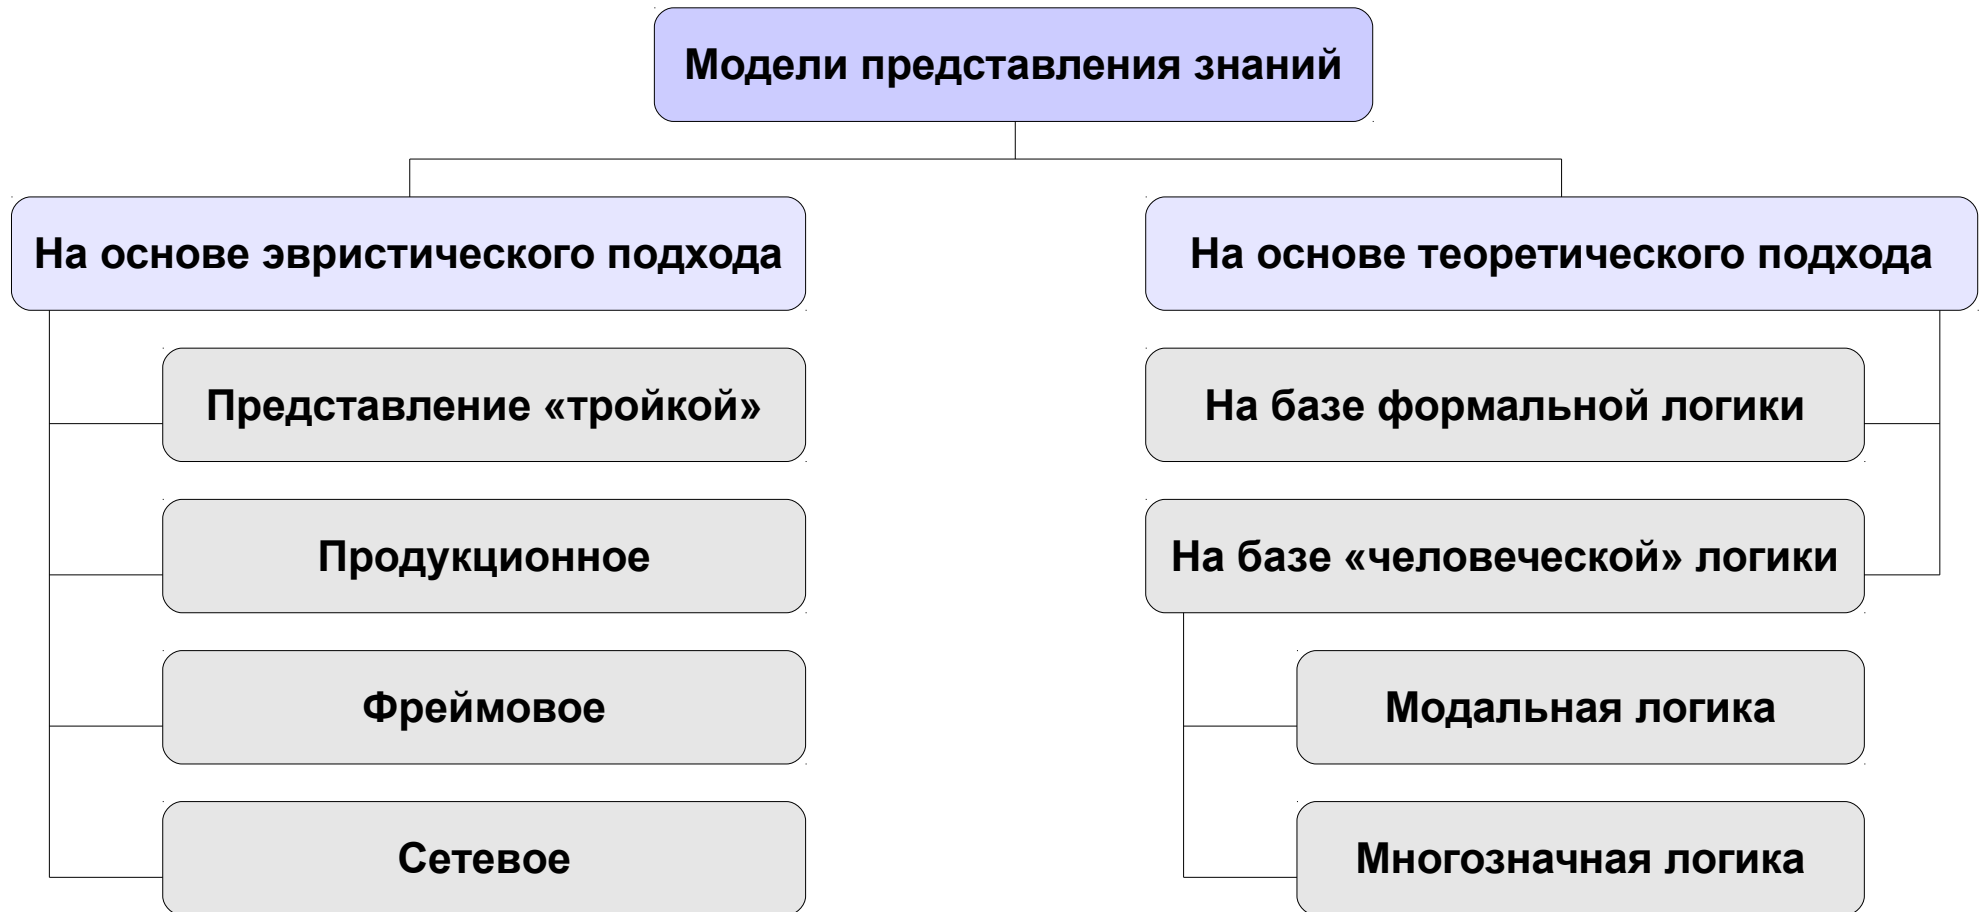 Модели представления знаний
На основе эвристического подхода
Представление «тройкой»
Продукционное
Фреймовое
Сетевое
На основе теоретического подхода
На базе формальной логики
На базе «человеческой» логики
Модальная логика
Многозначная логика